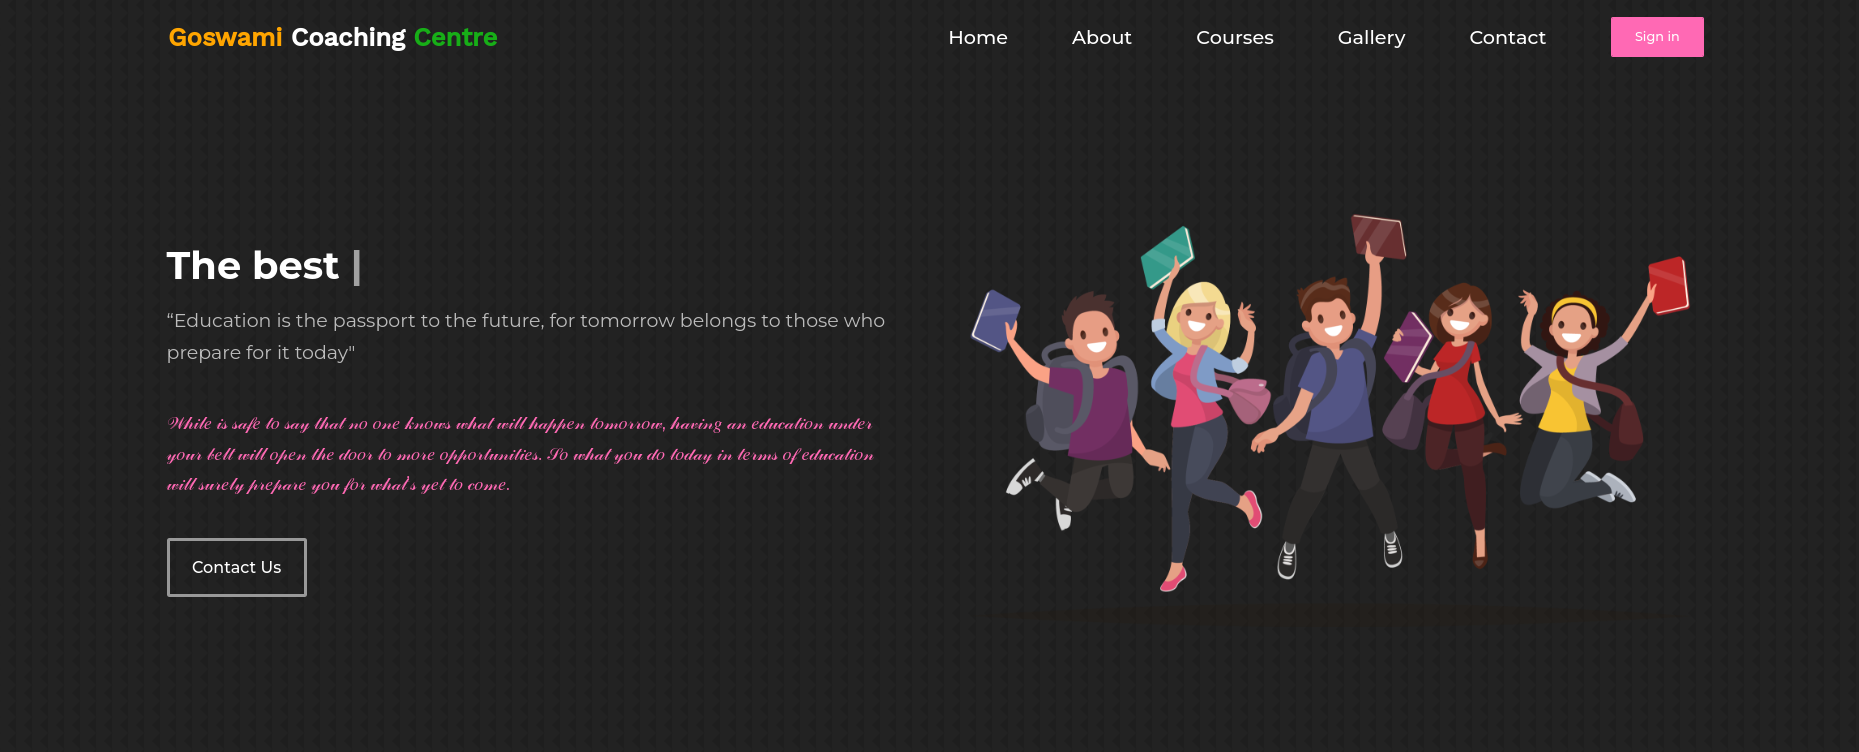 Goswami Coaching Centre
Home About Courses Gallery Contact Sign in
The best |
“Education is the passport to the future, for tomorrow belongs to those who
prepare for it today"
While is safe to say that no one knows what will happen tomorrow, having an education under
your belt will open the door to more opportunities. So what you do today in terms of education
will surely prepare you for what's yet to come.
Contact Us